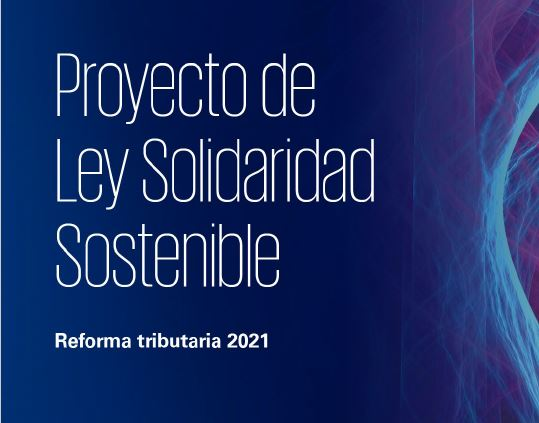 Proyecto de
Ley Solidaridad
Sostenible
Reforma tributaria 2021